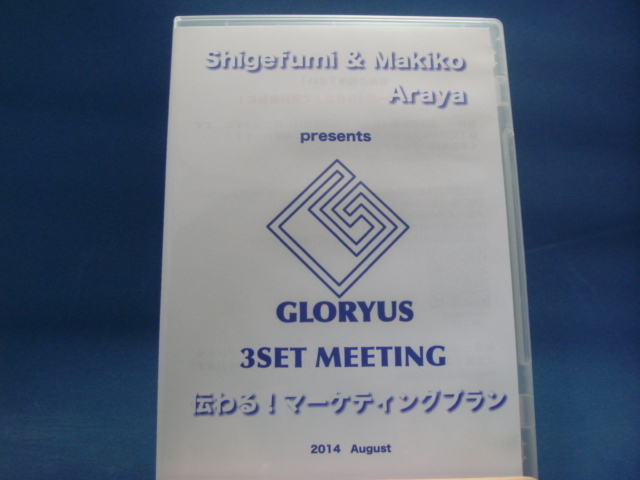 Shigefumi & Makiko
Araya
presents
GLORYUS
3SET MEETING
伝わる！マーケティングプラン
2014 August